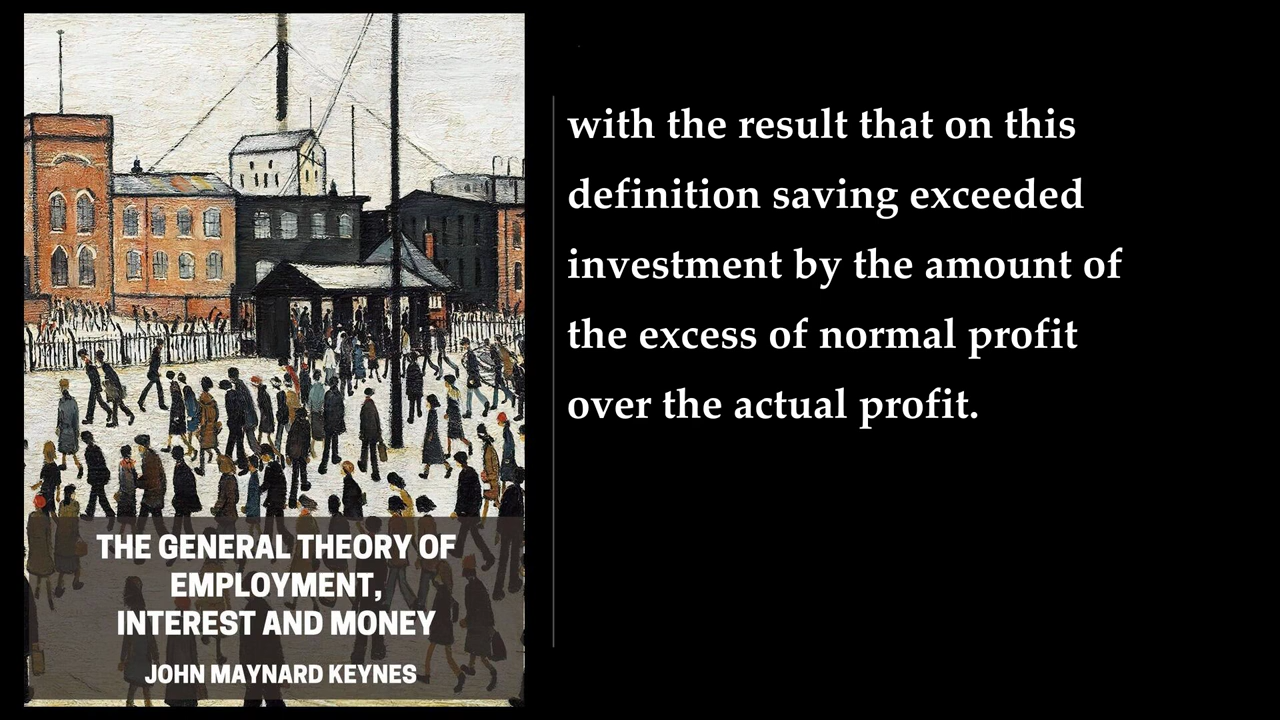 THE GENERAL THEORY OF
EMPLOYMENT,
INTEREST AND MONEY
JOHN MAYNARD KEYNES
with the result that on this
definition saving exceeded
investment by the amount of
the excess of normal profit
over the actual profit.